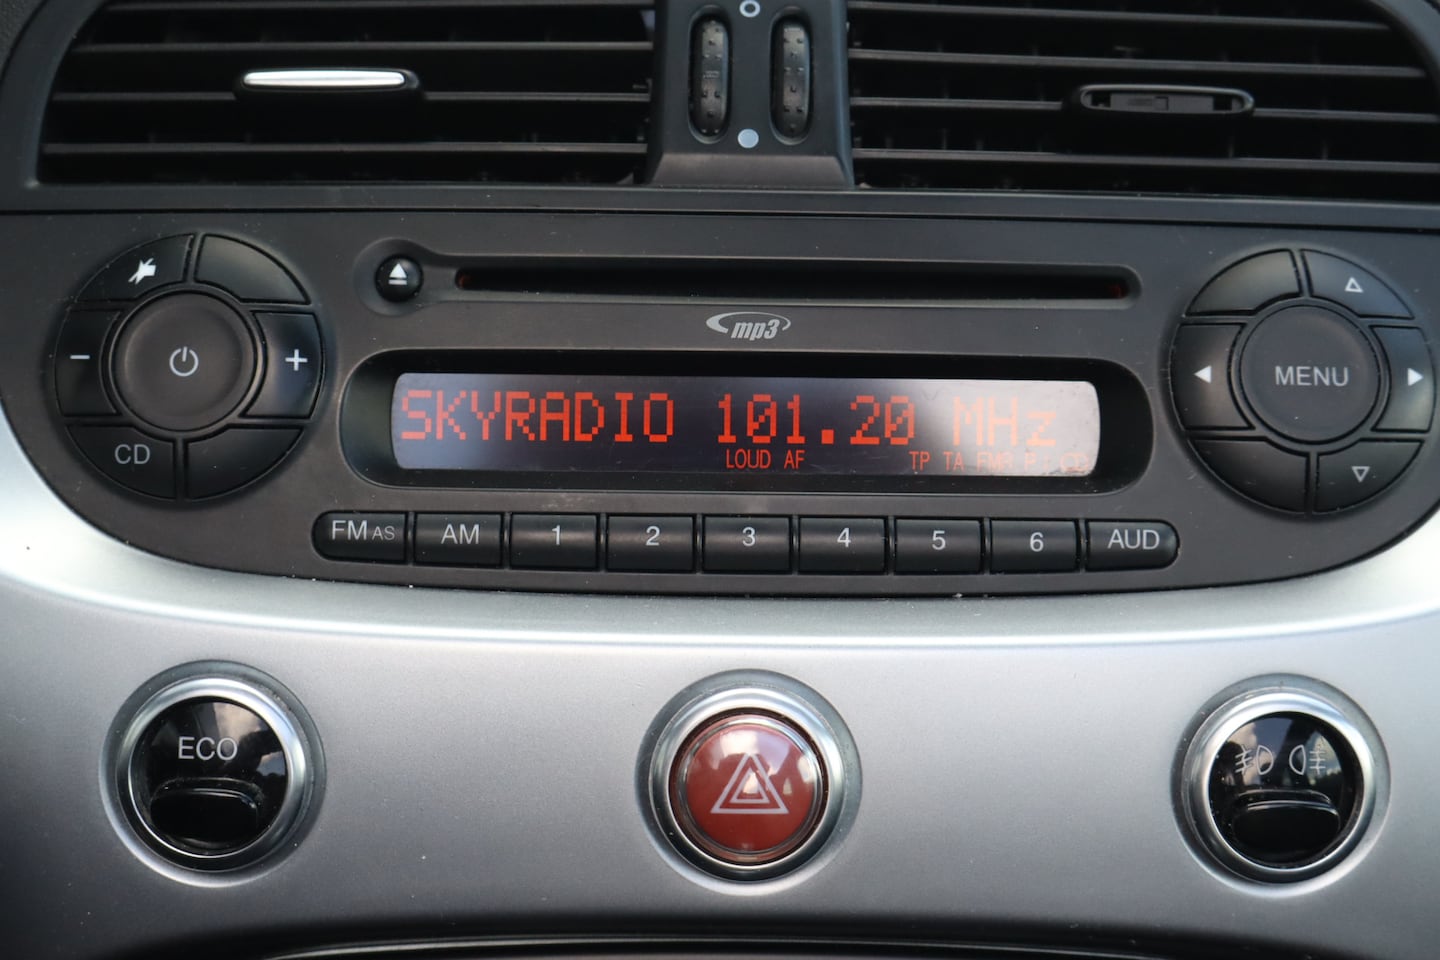 mp3
MENU
CD
SKYRADIO 101.20 MHz
LOUD AF TP TA FMR
FM AS AM 1 2 3 4 5 6 AUD
ECO